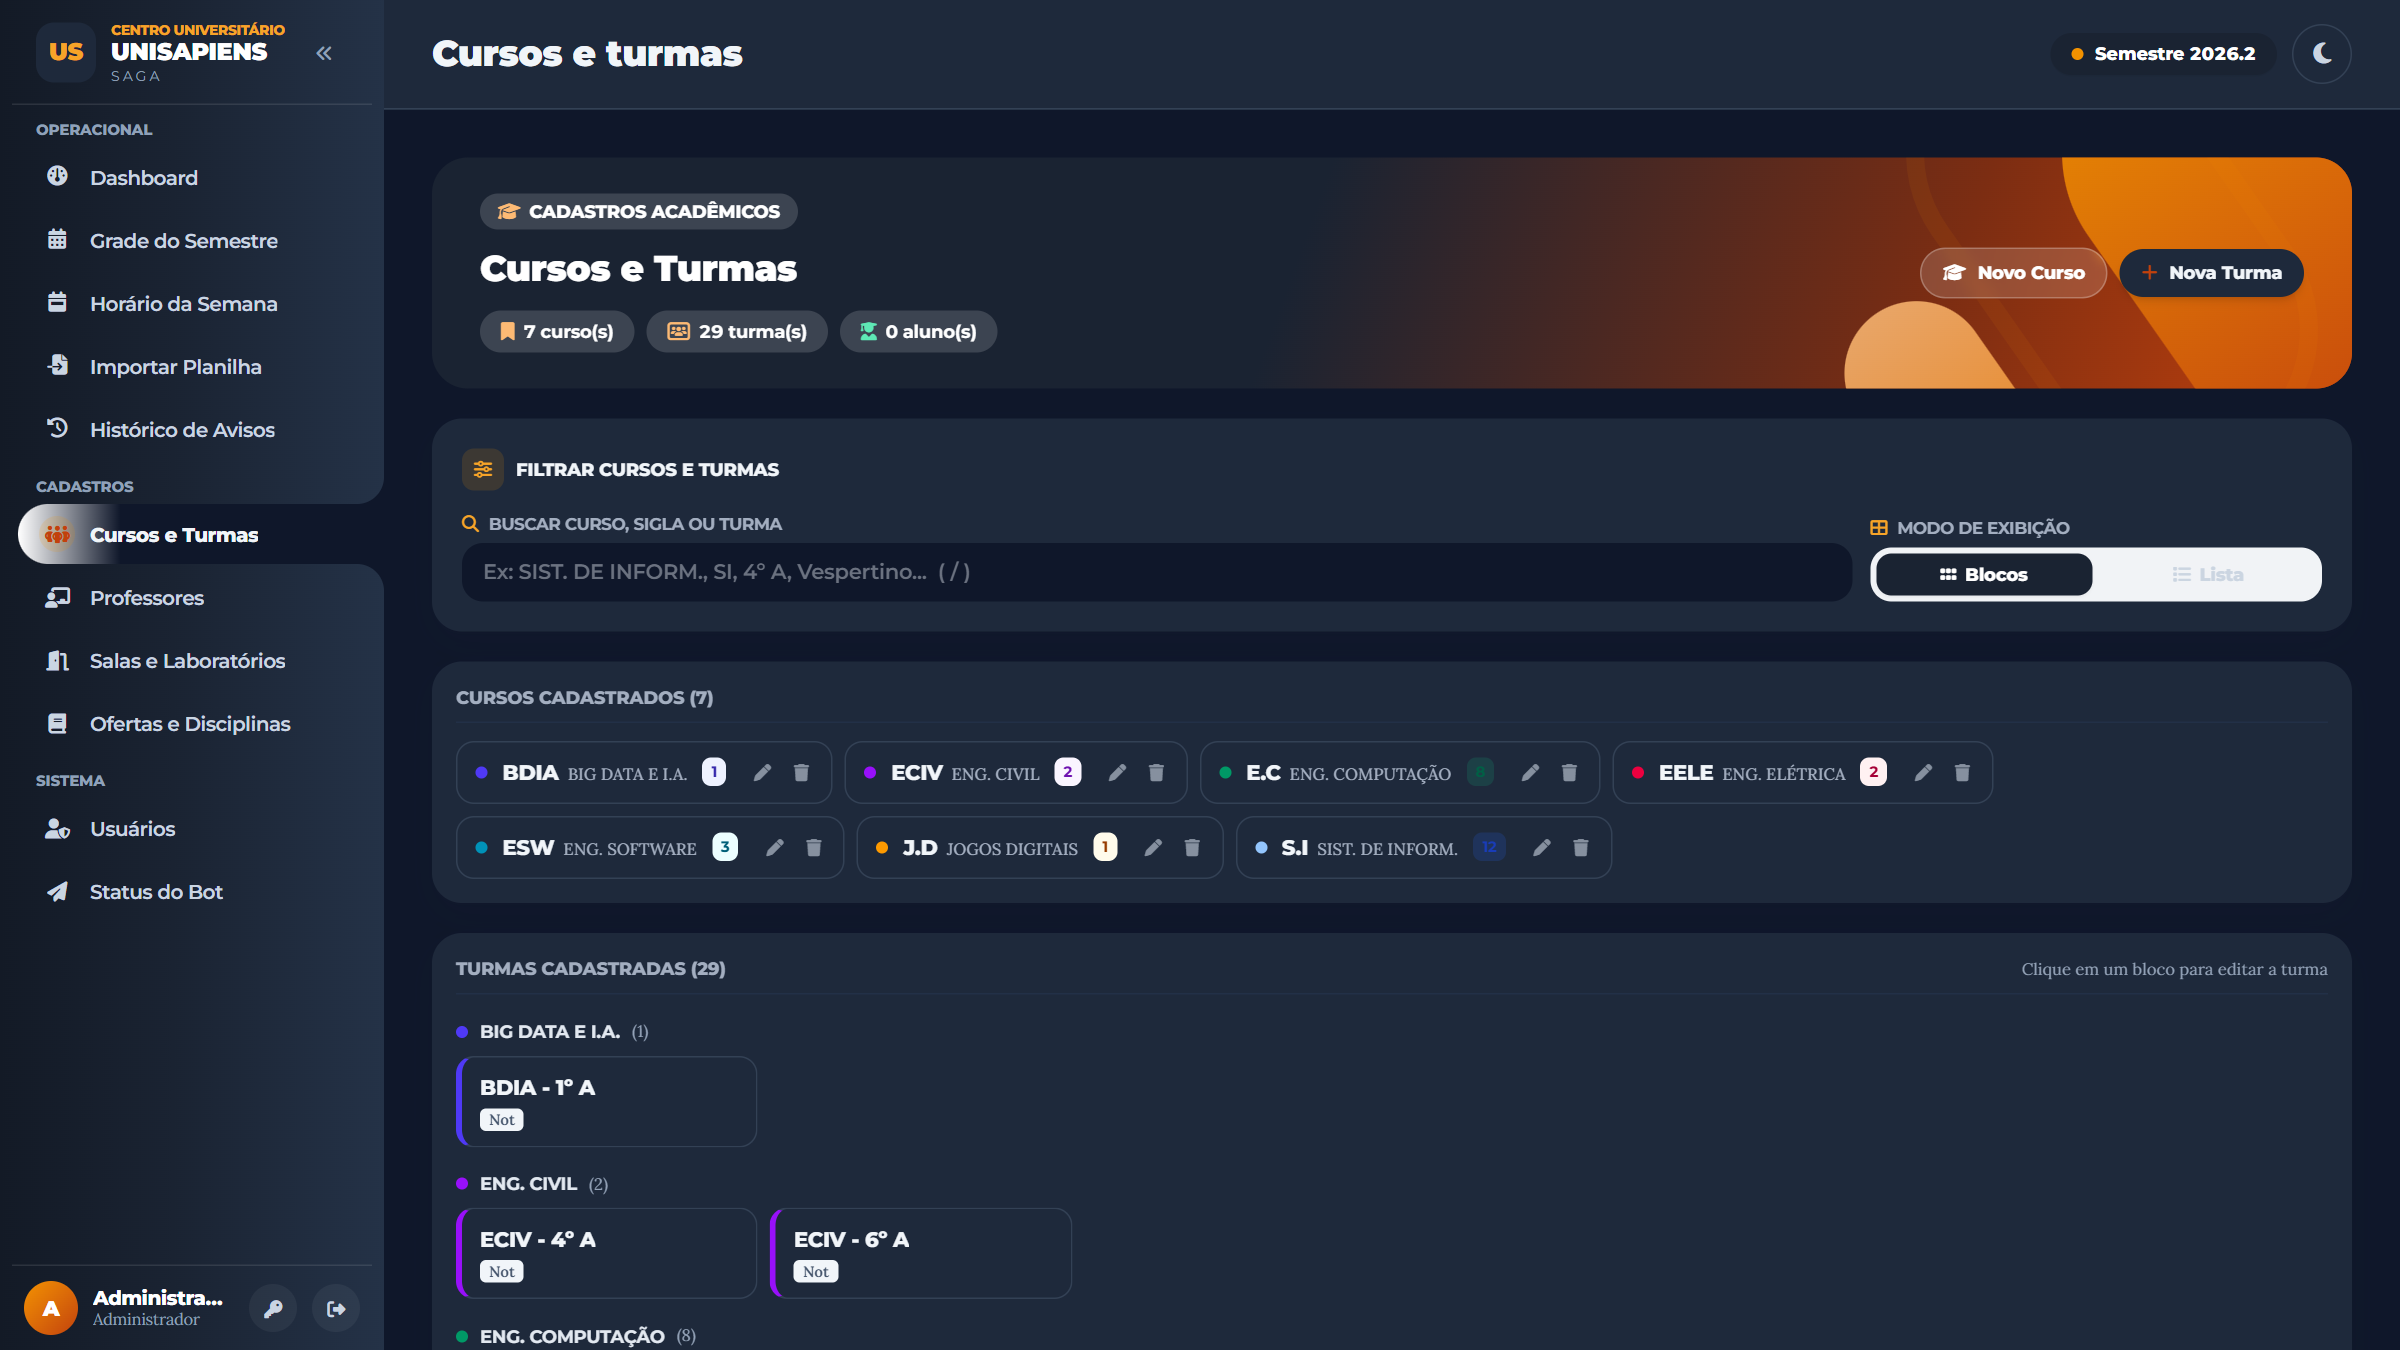 US
CENTRO UNIVERSITÁRIO
UNISAPIENS
SAGA
OPERACIONAL
Dashboard
Grade do Semestre
Horário da Semana
Importar Planilha
Histórico de Avisos
CADASTROS
Cursos e Turmas
Professores
Salas e Laboratórios
Ofertas e Disciplinas
SISTEMA
Usuários
Status do Bot
A
Administra...
Administrador
Cursos e turmas
Semestre 2026.2
CADASTROS ACADÊMICOS
Cursos e Turmas
7 curso(s)
29 turma(s)
0 aluno(s)
Novo Curso
Nova Turma
FILTRAR CURSOS E TURMAS
BUSCAR CURSO, SIGLA OU TURMA
Ex: SIST. DE INFORM., SI, 4º A, Vespertino... ( / )
MODO DE EXIBIÇÃO
Blocos
Lista
CURSOS CADASTRADOS (7)
BDIA BIG DATA E I.A. 1
ECIV ENG. CIVIL 2
E.C ENG. COMPUTAÇÃO 8
EELE ENG. ELÉTRICA 2
ESW ENG. SOFTWARE 3
J.D JOGOS DIGITAIS 1
S.I SIST. DE INFORM. 12
TURMAS CADASTRADAS (29)
Clique em um bloco para editar a turma
BIG DATA E I.A. (1)
BDIA - 1º A
Not
ENG. CIVIL (2)
ECIV - 4º A
Not
ECIV - 6º A
Not
ENG. COMPUTAÇÃO (8)